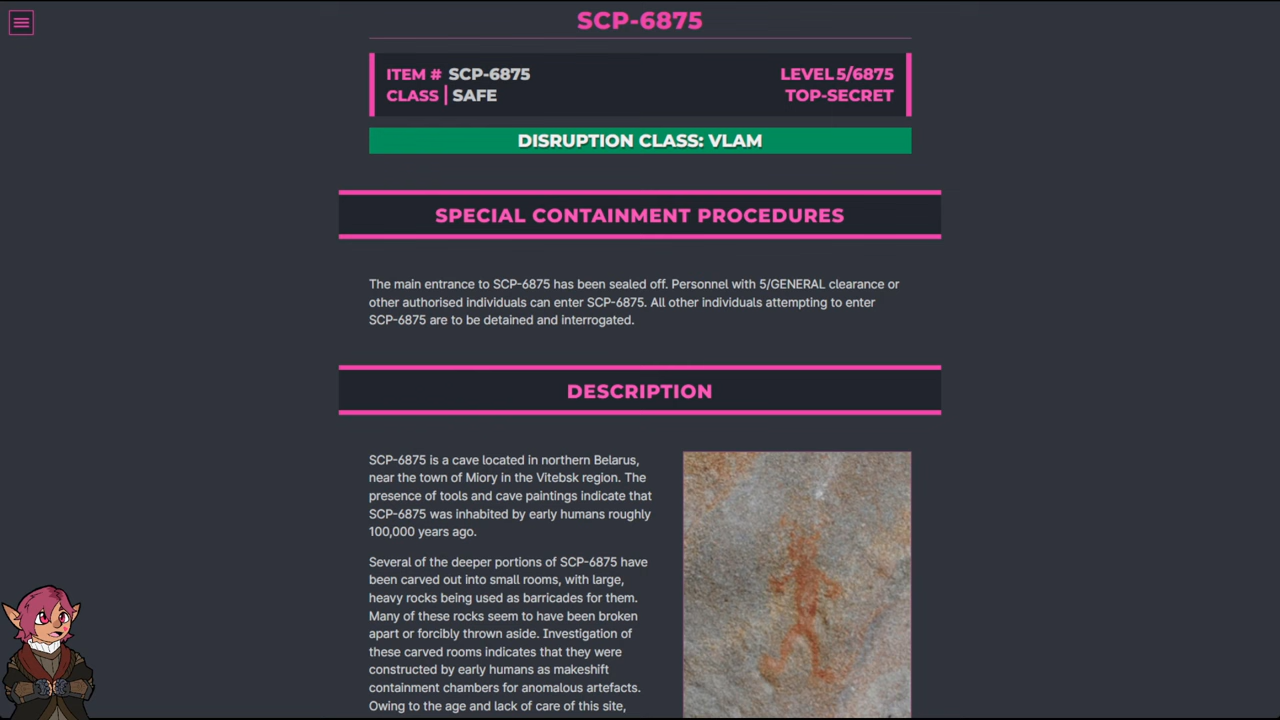 SCP-6875
ITEM # SCP-6875
LEVEL 5/6875
CLASS | SAFE
TOP-SECRET
DISRUPTION CLASS: VLAM
SPECIAL CONTAINMENT PROCEDURES
The main entrance to SCP-6875 has been sealed off. Personnel with 5/GENERAL clearance or
other authorised individuals can enter SCP-6875. All other individuals attempting to enter
SCP-6875 are to be detained and interrogated.
DESCRIPTION
SCP-6875 is a cave located in northern Belarus,
near the town of Miory in the Vitebsk region. The
presence of tools and cave paintings indicate that
SCP-6875 was inhabited by early humans roughly
100,000 years ago.
Several of the deeper portions of SCP-6875 have
been carved out into small rooms, with large,
heavy rocks being used as barricades for them.
Many of these rocks seem to have been broken
apart or forcibly thrown aside. Investigation of
these carved rooms indicates that they were
constructed by early humans as makeshift
containment chambers for anomalous artefacts.
Owing to the age and lack of care of this site,